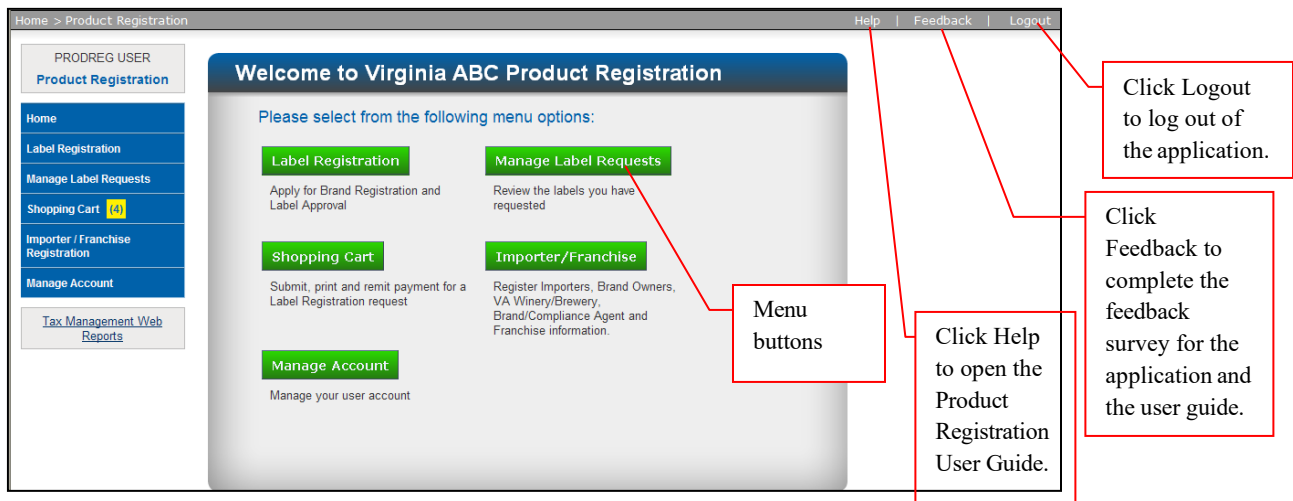 Home > Product Registration
Help | Feedback | Logout
PRODREG USER
Product Registration
Home
Label Registration
Manage Label Requests
Shopping Cart (4)
Importer / Franchise
Registration
Manage Account
Tax Management Web
Reports
Welcome to Virginia ABC Product Registration
Please select from the following menu options:
Label Registration
Apply for Brand Registration and
Label Approval
Manage Label Requests
Review the labels you have
requested
Shopping Cart
Submit, print and remit payment for a
Label Registration request
Importer/Franchise
Register Importers, Brand Owners,
VA Winery/Brewery,
Brand/Compliance Agent and
Franchise information.
Manage Account
Manage your user account
Menu
buttons
Click Help
to open the
Product
Registration
User Guide.
Click
Feedback to
complete the
feedback
survey for the
application and
the user guide.
Click Logout
to log out of
the application.